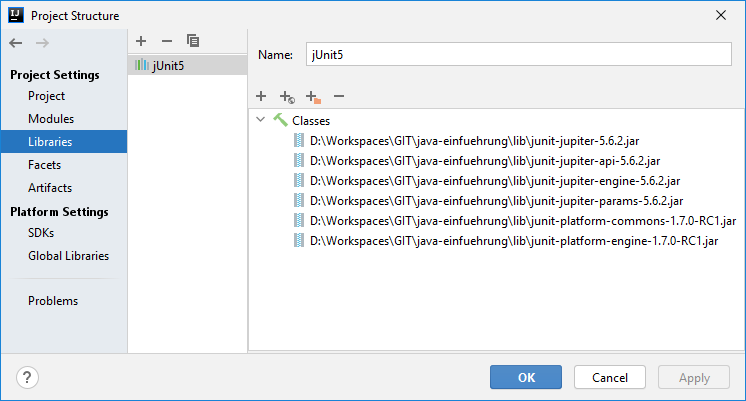 Project Structure
Project Settings
Project
Modules
Libraries
Facets
Artifacts
Platform Settings
SDKs
Global Libraries
Problems
jUnit5
Name: jUnit5
Classes
D:\Workspaces\GIT\java-einfuehrung\lib\junit-jupiter-5.6.2.jar
D:\Workspaces\GIT\java-einfuehrung\lib\junit-jupiter-api-5.6.2.jar
D:\Workspaces\GIT\java-einfuehrung\lib\junit-jupiter-engine-5.6.2.jar
D:\Workspaces\GIT\java-einfuehrung\lib\junit-jupiter-params-5.6.2.jar
D:\Workspaces\GIT\java-einfuehrung\lib\junit-platform-commons-1.7.0-RC1.jar
D:\Workspaces\GIT\java-einfuehrung\lib\junit-platform-engine-1.7.0-RC1.jar
? OK Cancel Apply